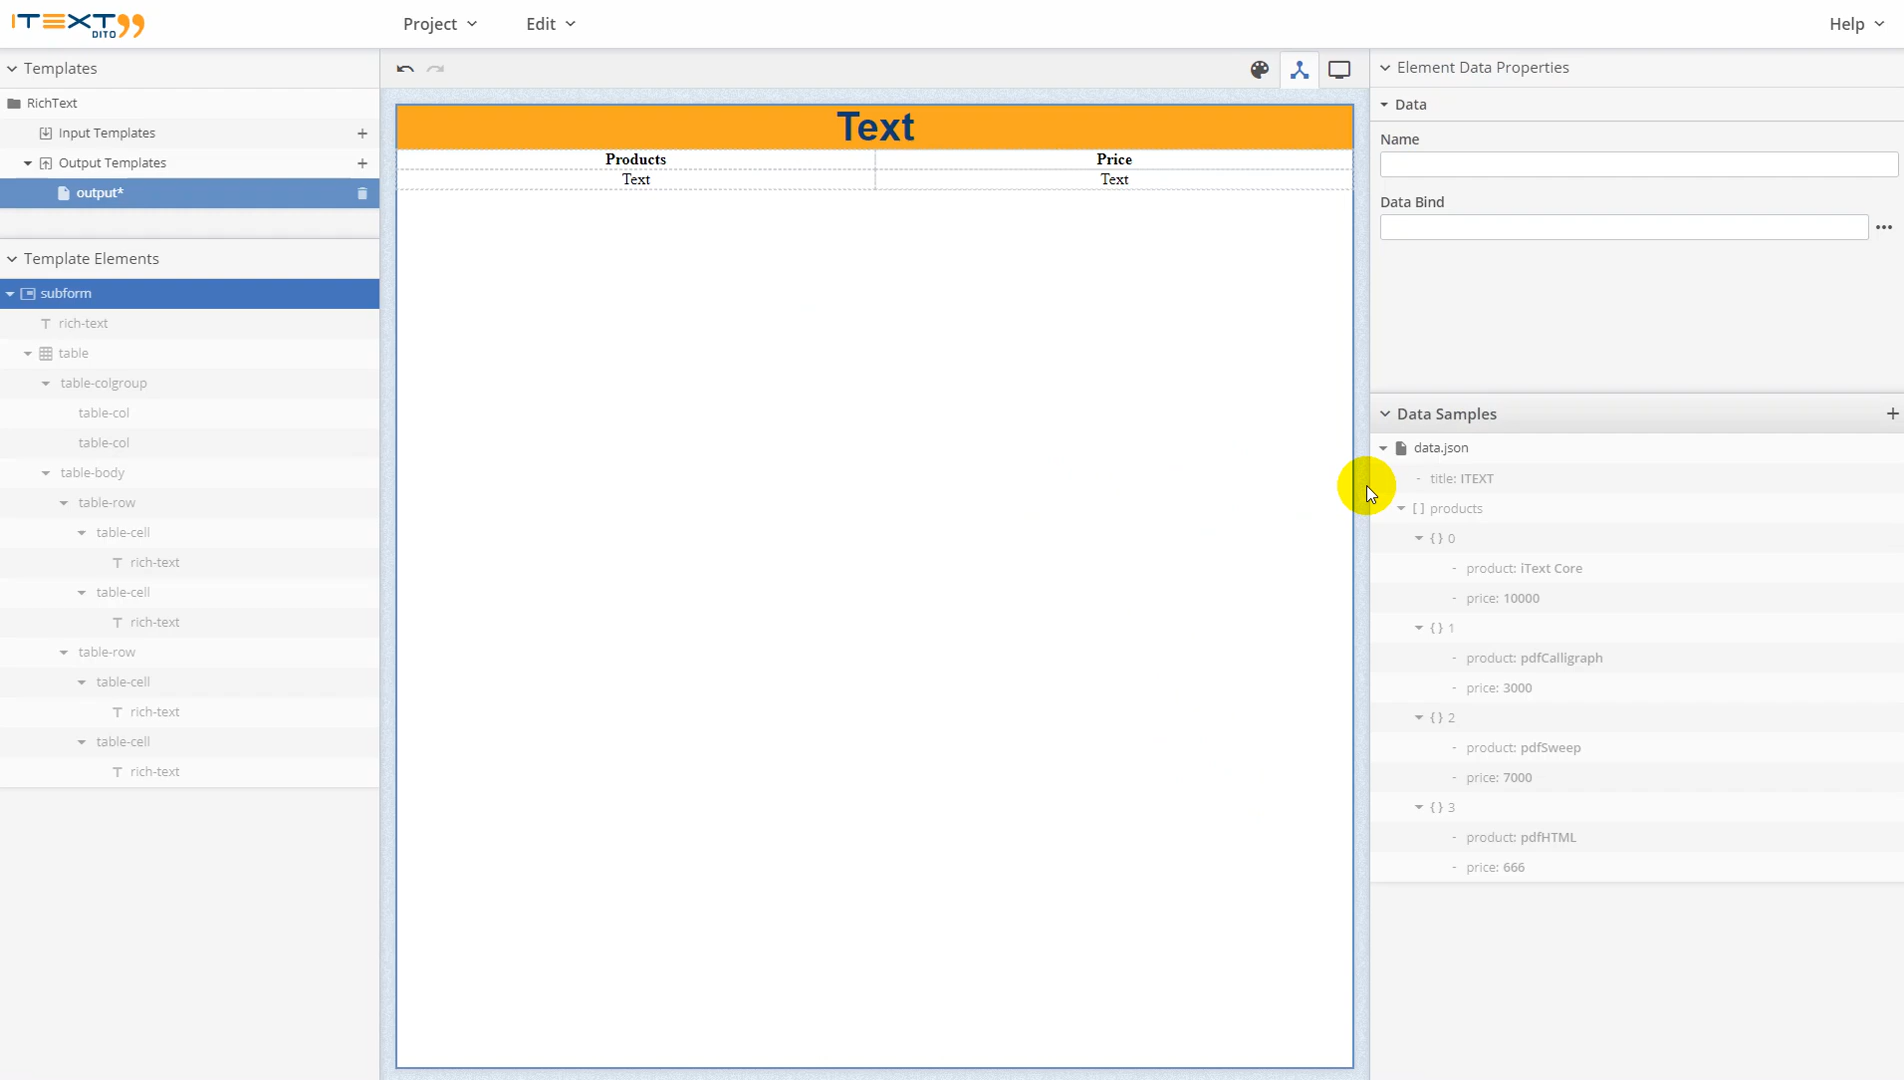 iTEXT DITO
Project
Edit
Help
Templates
RichText
Input Templates
Output Templates
output*
Template Elements
subform
rich-text
table
table-colgroup
table-col
table-col
table-body
table-row
table-cell
rich-text
table-cell
rich-text
table-row
table-cell
rich-text
table-cell
rich-text
Text
Products Price
Text Text
Element Data Properties
Data
Name
Data Bind
Data Samples
data.json
- title: ITEXT
[ ] products
{ } 0
- product: iText Core
- price: 10000
{ } 1
- product: pdfCalligraph
- price: 3000
{ } 2
- product: pdfSweep
- price: 7000
{ } 3
- product: pdfHTML
- price: 666